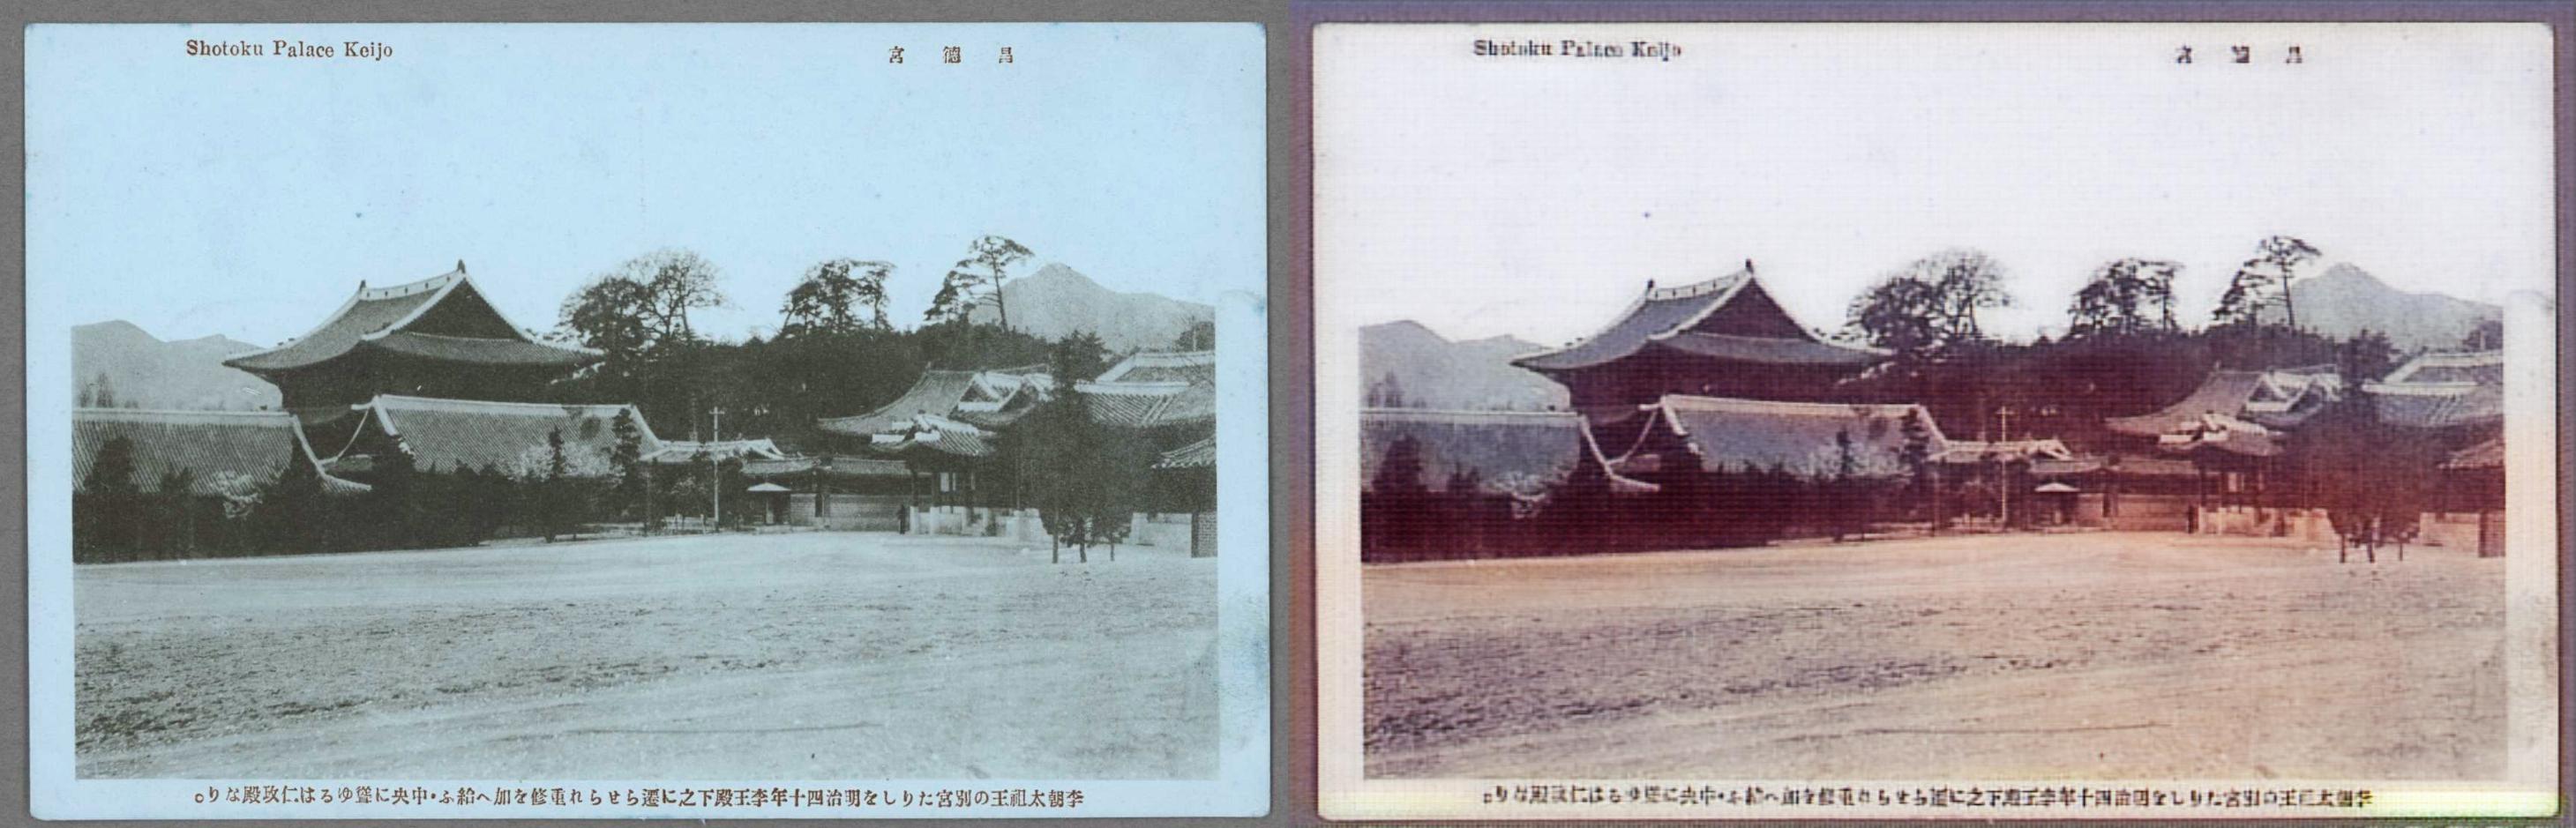 Shotoku Palace Keijo
昌德宮
李朝太祖王の別宮たりしを明治四十年李王殿下之に遷らせられ重修を加へ給ふ・中央に聳ゆるは仁政殿なり。
Shotoku Palace Keijo
昌德宮
李朝太祖王の別宮たりしを明治四十年李王殿下之に遷らせられ重修を加へ給ふ・中央に聳ゆるは仁政殿なり。